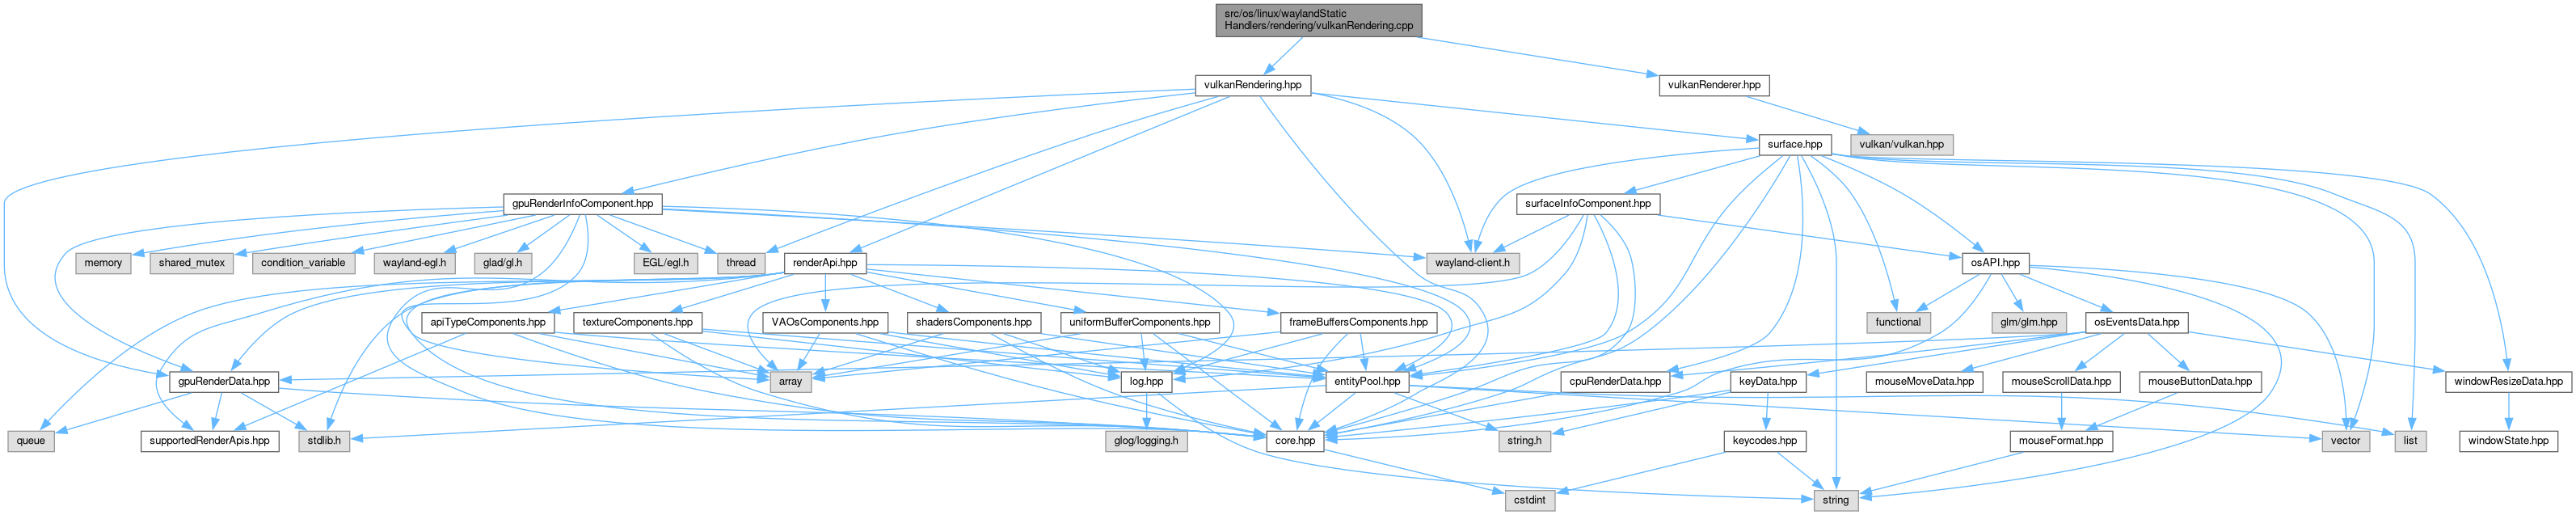 src/os/linux/waylandStatic
Handlers/rendering/vulkanRendering.cpp
vulkanRendering.hpp
vulkanRenderer.hpp
surface.hpp
vulkan/vulkan.hpp
gpuRenderInfoComponent.hpp
surfaceInfoComponent.hpp
memory
shared_mutex
condition_variable
wayland-egl.h
glad/gl.h
EGL/egl.h
thread
renderApi.hpp
wayland-client.h
osAPI.hpp
apiTypeComponents.hpp
textureComponents.hpp
VAOsComponents.hpp
shadersComponents.hpp
uniformBufferComponents.hpp
frameBuffersComponents.hpp
functional
glm/glm.hpp
osEventsData.hpp
gpuRenderData.hpp
array
log.hpp
entityPool.hpp
cpuRenderData.hpp
keyData.hpp
mouseMoveData.hpp
mouseScrollData.hpp
mouseButtonData.hpp
windowResizeData.hpp
queue
supportedRenderApis.hpp
stdlib.h
glog/logging.h
core.hpp
string.h
keycodes.hpp
mouseFormat.hpp
vector
list
windowState.hpp
cstdint
string